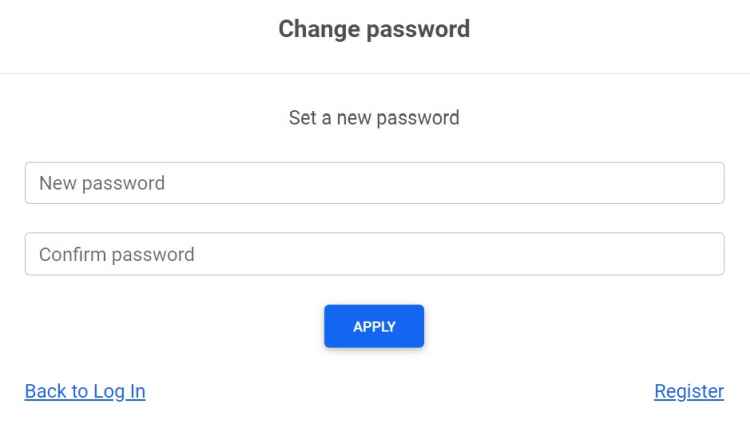 Change password
Set a new password
New password
Confirm password
APPLY
Back to Log In
Register